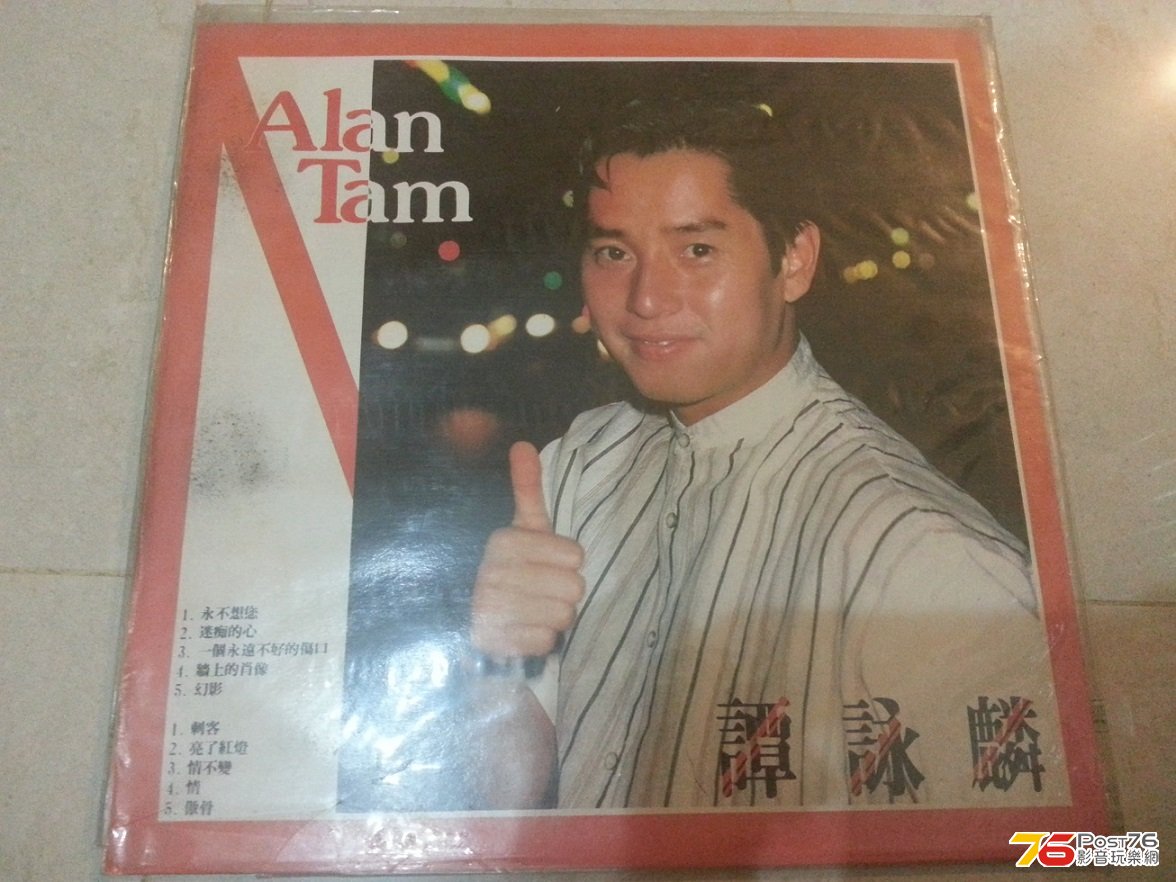 Alan
Tam
1. 永不想您
2. 迷痴的心
3. 一個永遠不好的傷口
4. 牆上的肖像
5. 幻影
1. 刺客
2. 亮了紅燈
3. 情不變
4. 情
5. 傲骨
譚詠麟
76 Post76
影音玩樂網